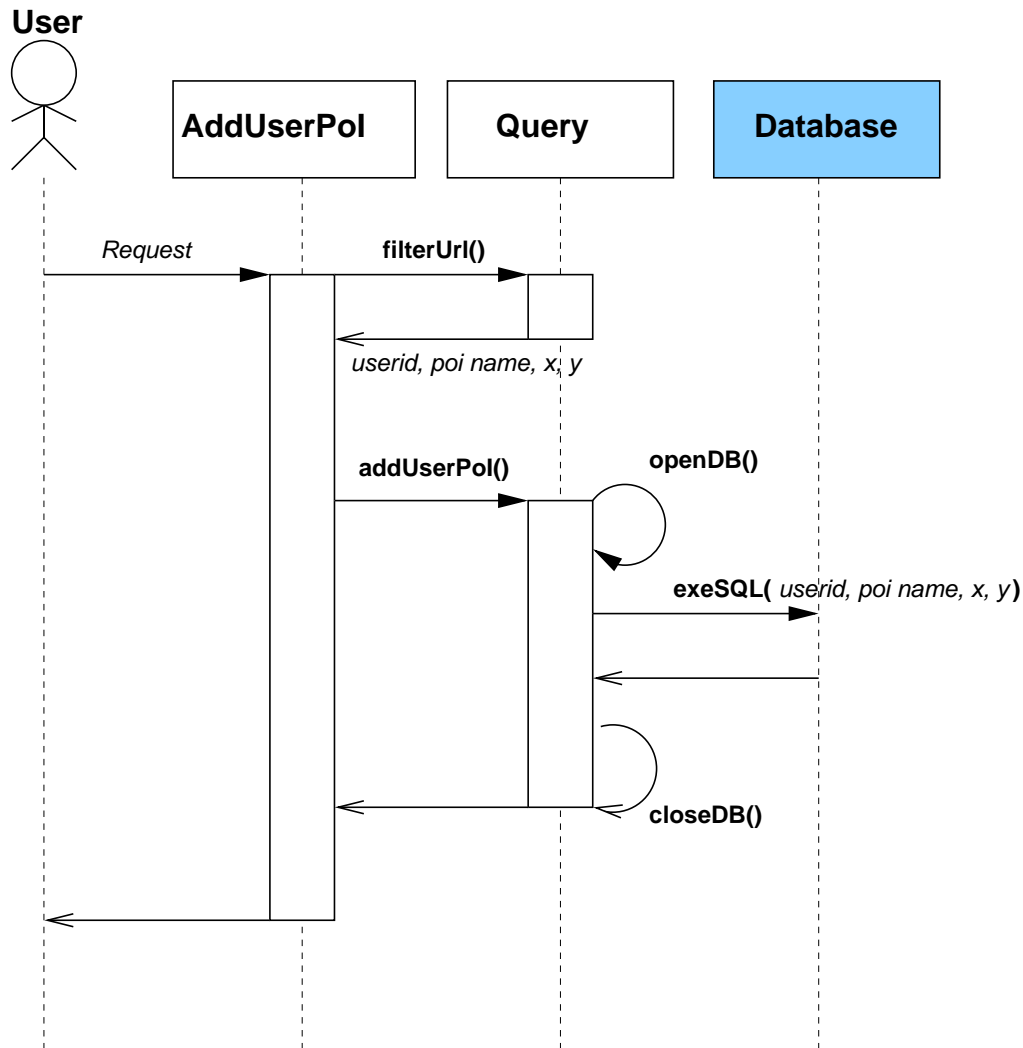 User
AddUserPoI
Query
Database
Request
filterUrl()
userid, poi name, x, y
addUserPoI()
openDB()
exeSQL( userid, poi name, x, y)
closeDB()